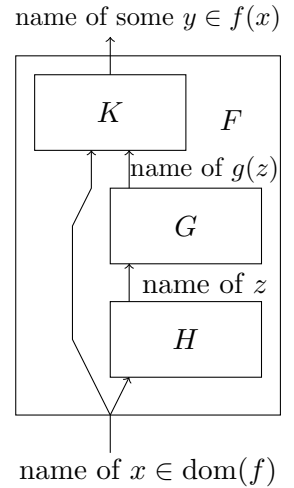 name of some y ∈ f(x)
K
F
name of g(z)
G
name of z
H
name of x ∈ dom(f)